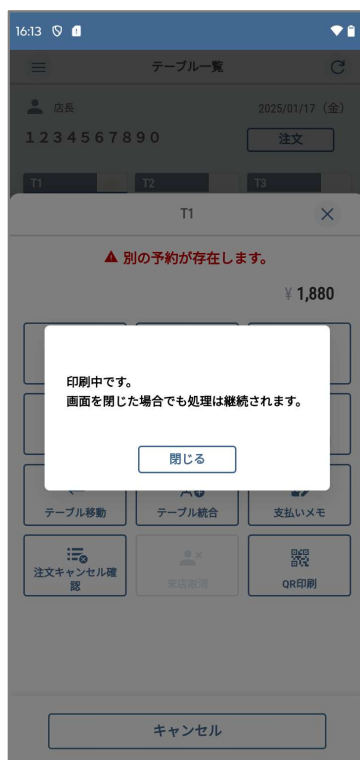 16:13
テーブル一覧
店長
2025/01/17（金）
１２３４５６７８９０
注文
T1
T2
T3
T1
別の予約が存在します。
¥ 1,880
印刷中です。
画面を閉じた場合でも処理は継続されます。
閉じる
テーブル移動
テーブル統合
支払いメモ
注文キャンセル確
認
来店取消
QR印刷
キャンセル